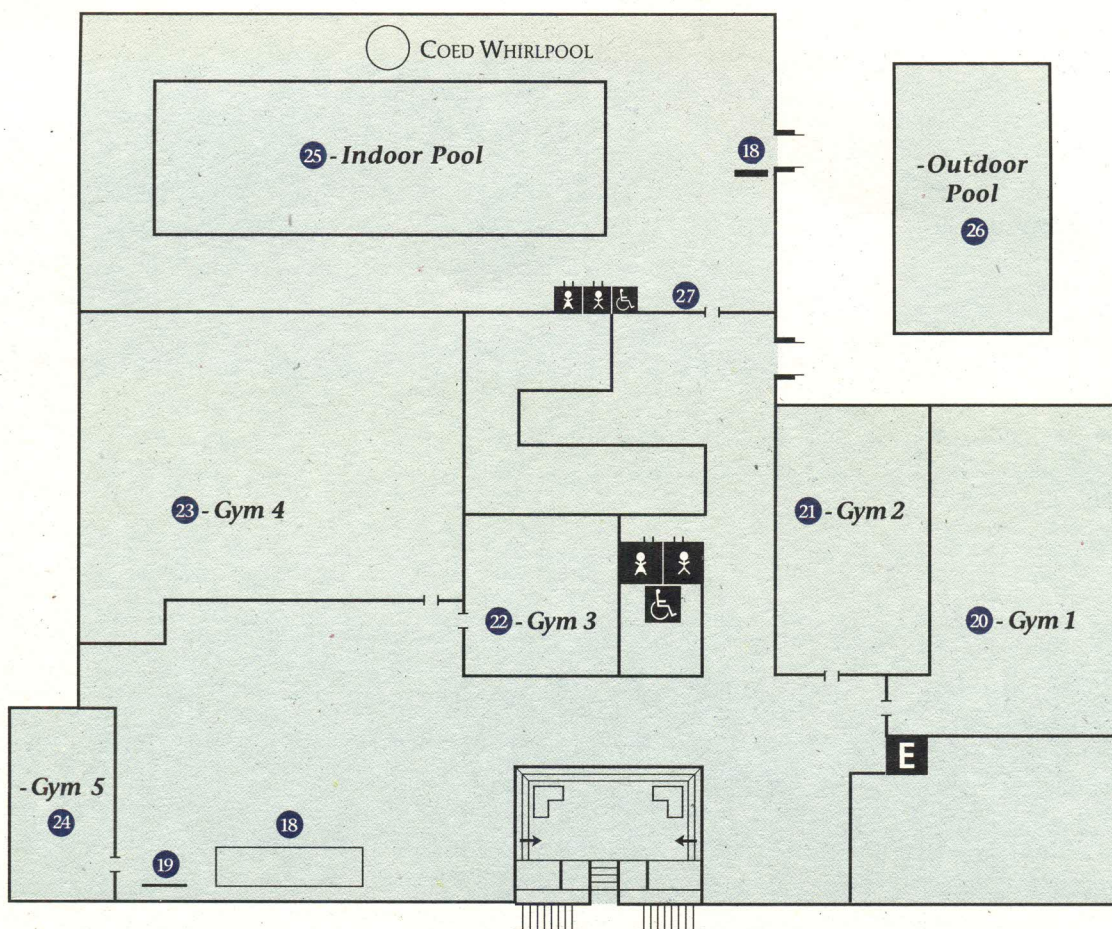 COED WHIRLPOOL
25 - Indoor Pool
18
- Outdoor
Pool
26
27
23 - Gym 4
21 - Gym 2
22 - Gym 3
20 - Gym 1
E
- Gym 5
24
18
19